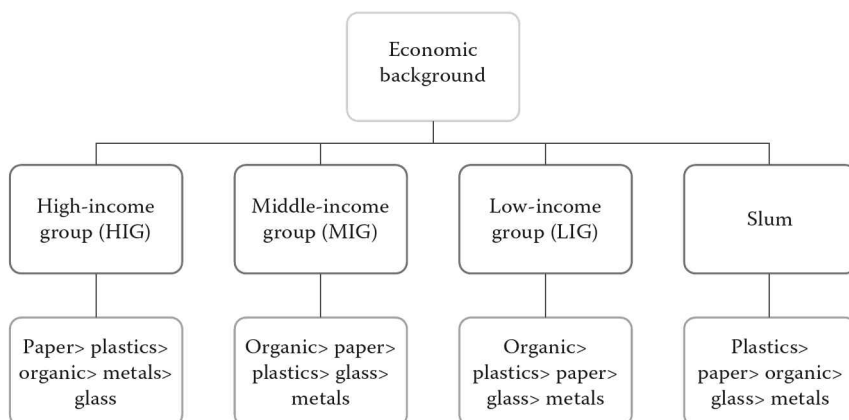 Economic
background
High-income
group (HIG)
Middle-income
group (MIG)
Low-income
group (LIG)
Slum
Paper> plastics>
organic> metals>
glass
Organic> paper>
plastics> glass>
metals
Organic>
plastics> paper>
glass> metals
Plastics>
paper> organic>
glass> metals